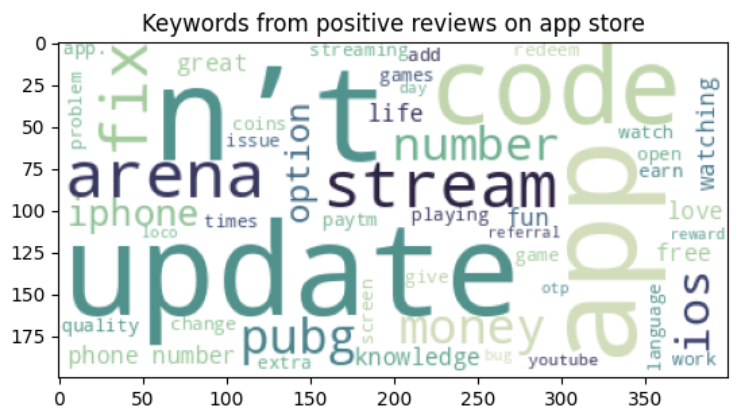 Keywords from positive reviews on app store
0
25
50
75
100
125
150
175
0
50
100
150
200
250
300
350
app.
problem
fix
great
streaming
add
redeem
n't
games
day
code
life
coins
issue
option
number
watch
watching
open
earn
arena
stream
app
iphone
times
loco
paytm
playing
fun
referral
love
reward
update
game
free
give
otp
screen
language
ios
quality
change
pubg
money
phone number
extra
knowledge
bug
youtube
work